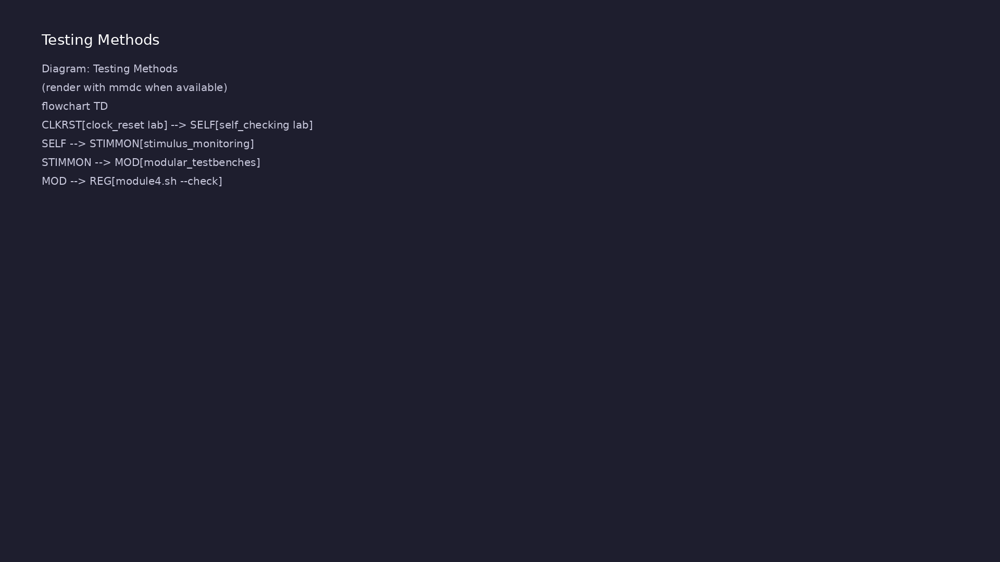 Testing Methods
Diagram: Testing Methods
(render with mmdc when available)
flowchart TD
CLKRST[clock_reset lab] --> SELF[self_checking lab]
SELF --> STIMMON[stimulus_monitoring]
STIMMON --> MOD[modular_testbenches]
MOD --> REG[module4.sh --check]